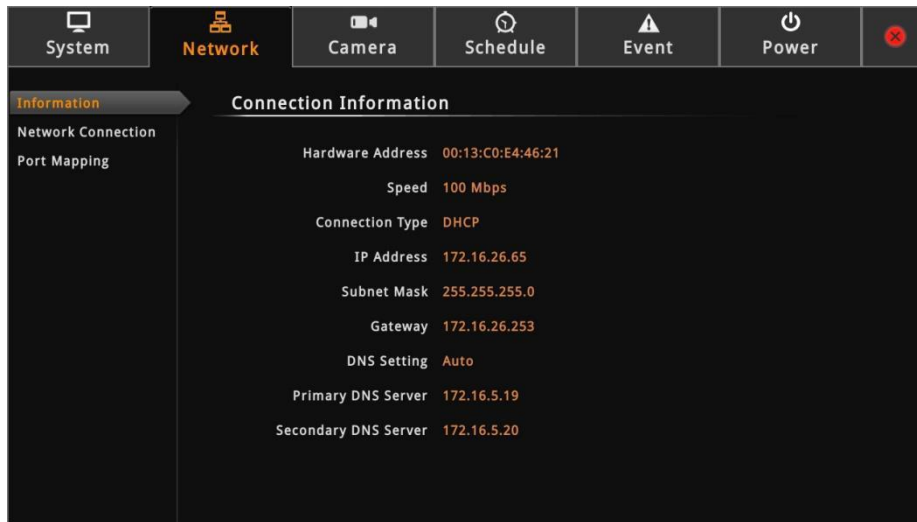 System Network Camera Schedule Event Power
Information
Network Connection
Port Mapping
Connection Information
Hardware Address 00:13:C0:E4:46:21
Speed 100 Mbps
Connection Type DHCP
IP Address 172.16.26.65
Subnet Mask 255.255.255.0
Gateway 172.16.26.253
DNS Setting Auto
Primary DNS Server 172.16.5.19
Secondary DNS Server 172.16.5.20